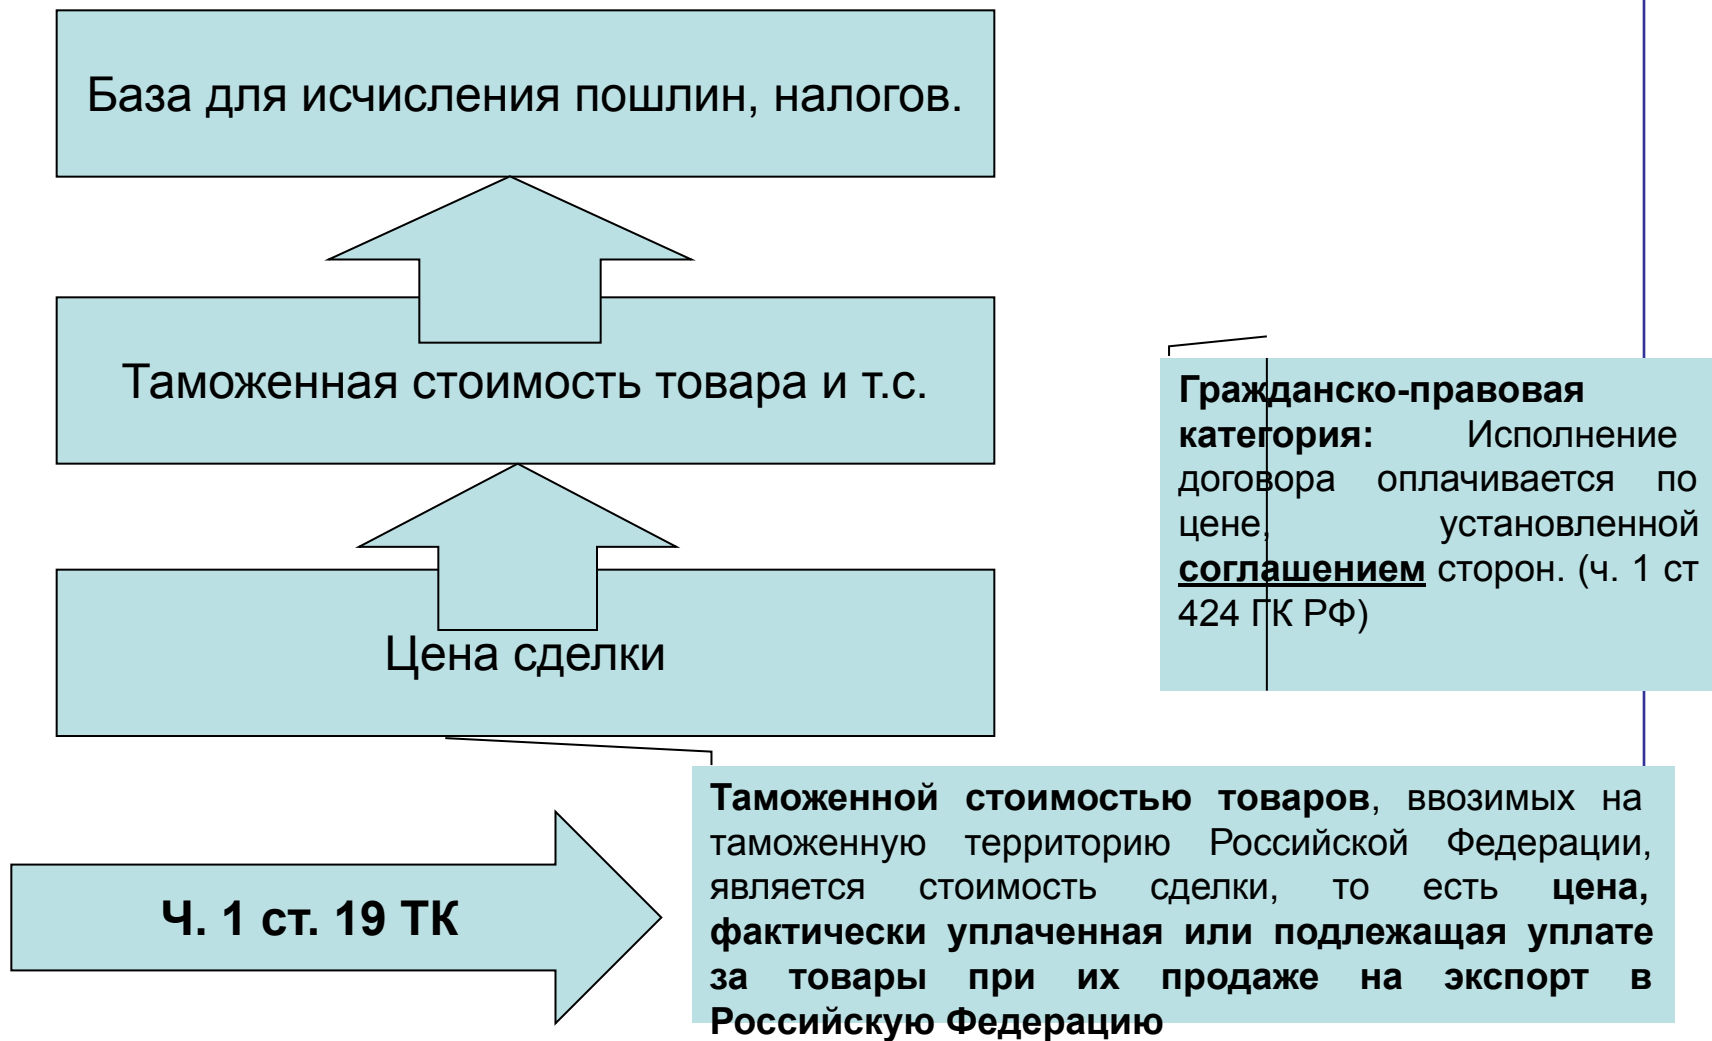 База для исчисления пошлин, налогов.
Таможенная стоимость товара и т.с.
Гражданско-правовая
категория: Исполнение
договора оплачивается по
цене, установленной
соглашением сторон. (ч. 1 ст
424 ГК РФ)
Цена сделки
Таможенной стоимостью товаров, ввозимых на
таможенную территорию Российской Федерации,
является стоимость сделки, то есть цена,
фактически уплаченная или подлежащая уплате
за товары при их продаже на экспорт в
Российскую Федерацию
Ч. 1 ст. 19 ТК